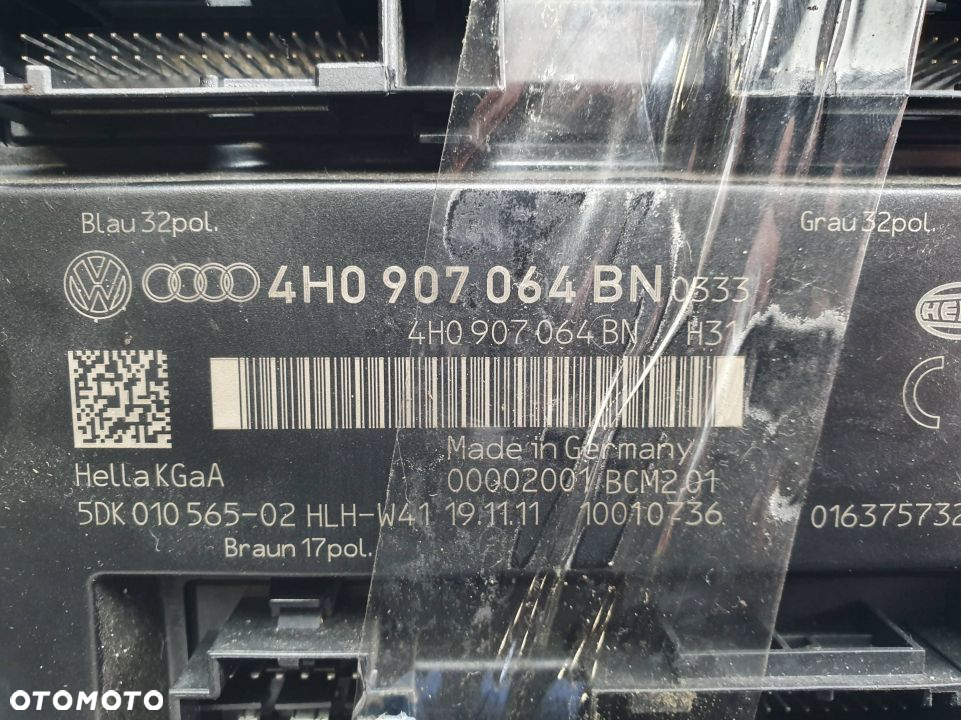 Blau 32pol.
Grau 32pol.
4H0 907 064 BN 0333
4H0 907 064 BN H31
Made in Germany
Hella KGaA
00002001 BCM2 01
5DK 010 565-02 HLH-W41 19.11.11 10010736
016375732
Braun 17pol.
OTOMOTO